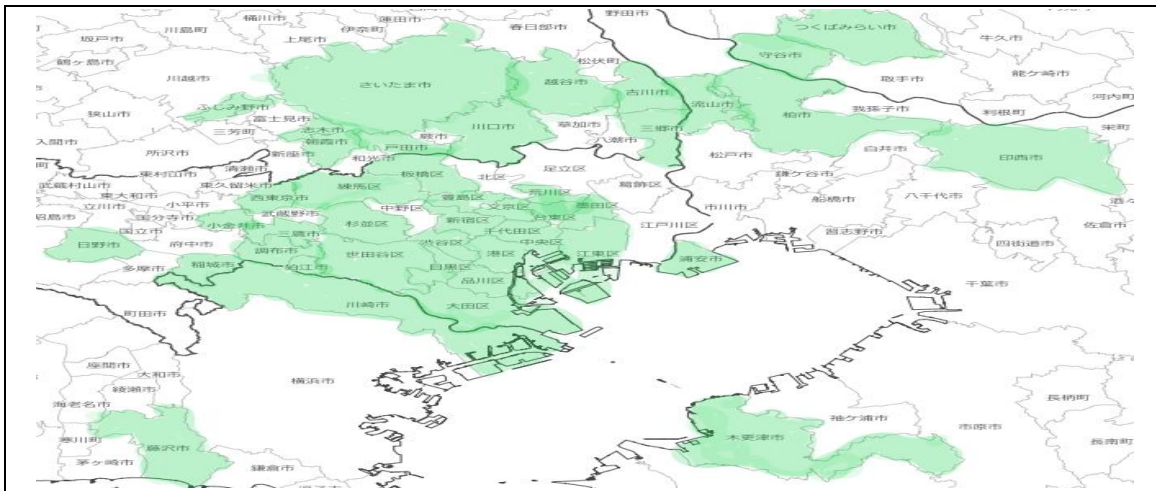 桶川市
蓮田市
野田市
川島町
伊奈町
春日部市
つくばみらい市
坂戸市
上尾市
牛久市
守谷市
鶴ヶ島市
松伏町
川越市
さいたま市
越谷市
取手市
龍ケ崎市
吉川市
流山市
河内町
ふじみ野市
柏市
我孫子市
利根町
狭山市
富士見市
川口市
草加市
三郷市
栄町
三芳町
志木市
蕨市
八潮市
入間市
朝霞市
戸田市
白井市
所沢市
新座市
和光市
松戸市
印西市
東村山市
清瀬市
板橋区
北区
足立区
鎌ケ谷市
武蔵村山市
東久留米市
練馬区
葛飾区
東大和市
西東京市
豊島区
荒川区
船橋市
八千代市
立川市
小平市
中野区
文京区
墨田区
市川市
昭島市
国分寺市
武蔵野市
杉並区
新宿区
台東区
江戸川区
佐倉市
国立市
小金井市
三鷹市
千代田区
習志野市
日野市
府中市
渋谷区
中央区
四街道市
調布市
世田谷区
港区
江東区
浦安市
多摩市
稲城市
狛江市
目黒区
品川区
千葉市
川崎市
大田区
町田市
座間市
大和市
横浜市
綾瀬市
海老名市
長柄町
袖ケ浦市
市原市
寒川町
木更津市
長南町
藤沢市
茅ヶ崎市
鎌倉市